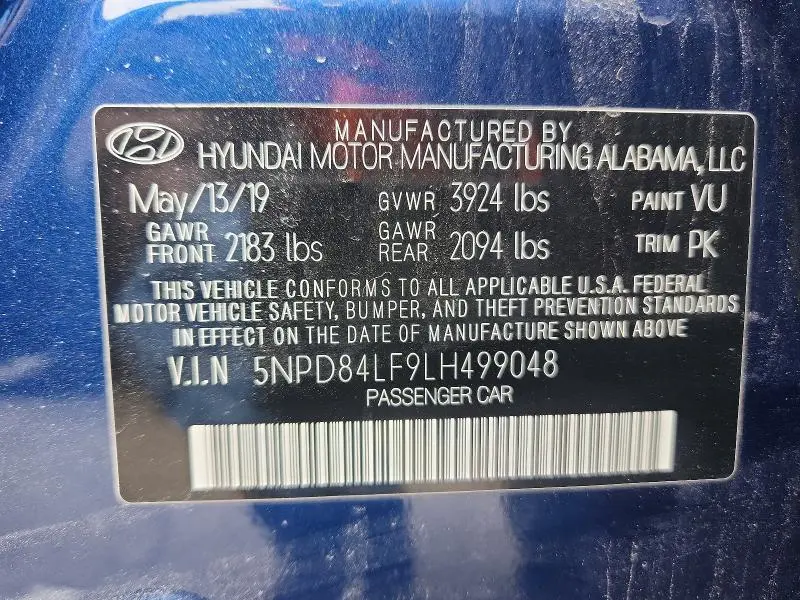 MANUFACTURED BY
HYUNDAI MOTOR MANUFACTURING ALABAMA, LLC
May/13/19 GVWR 3924 lbs PAINT VU
GAWR FRONT 2183 lbs GAWR REAR 2094 lbs TRIM PK
THIS VEHICLE CONFORMS TO ALL APPLICABLE U.S.A. FEDERAL
MOTOR VEHICLE SAFETY, BUMPER, AND THEFT PREVENTION STANDARDS
IN EFFECT ON THE DATE OF MANUFACTURE SHOWN ABOVE
V.I.N 5NPD84LF9LH499048
PASSENGER CAR